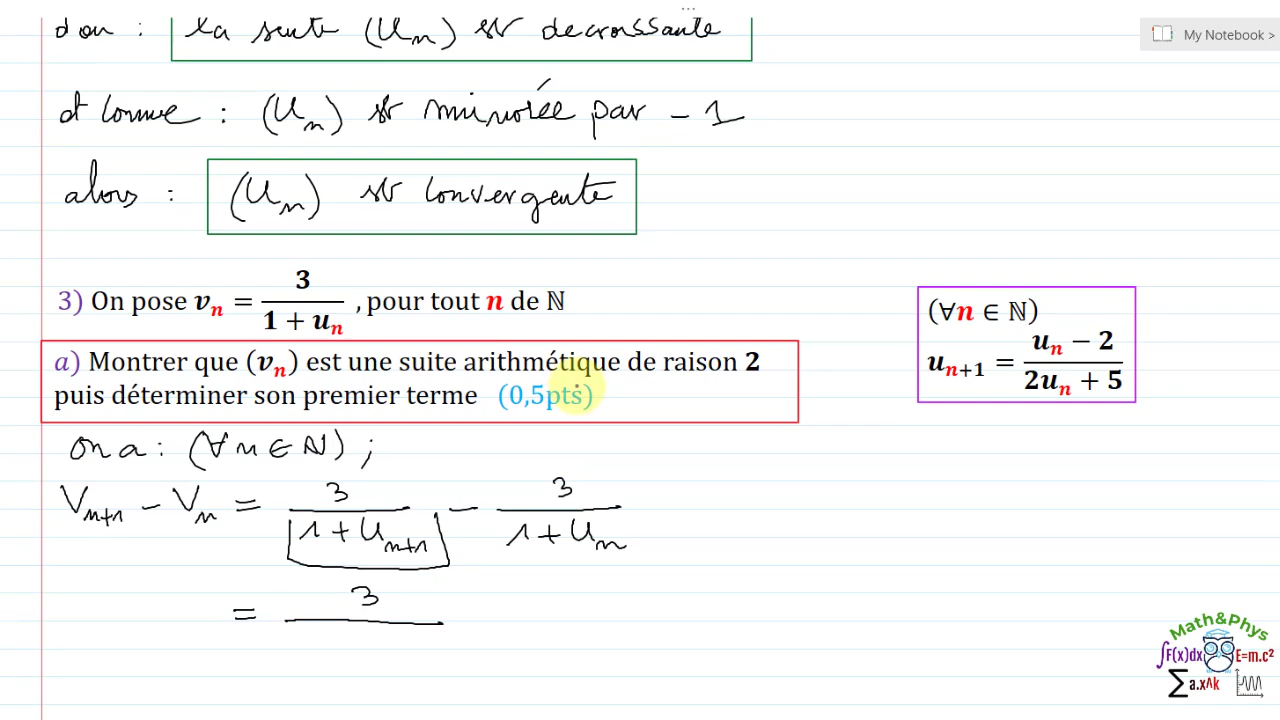 My Notebook >
don : la suite (Un) est decroissante
et comme : (Un) est minorée par - 1
alors : (Un) est convergente
3) On pose vn = 3/(1 + un) , pour tout n de ℕ
a) Montrer que (vn) est une suite arithmétique de raison 2
puis déterminer son premier terme (0,5pts)
(∀n ∈ ℕ)
un+1 = (un − 2)/(2un + 5)
on a : (∀ n ∈ ℕ) ;
Vn+1 - Vn = 3/(1 + Un+1) - 3/(1 + Un)
= 3
Math&Phys
∫F(x)dx E=m.c²
∑ a.x^k